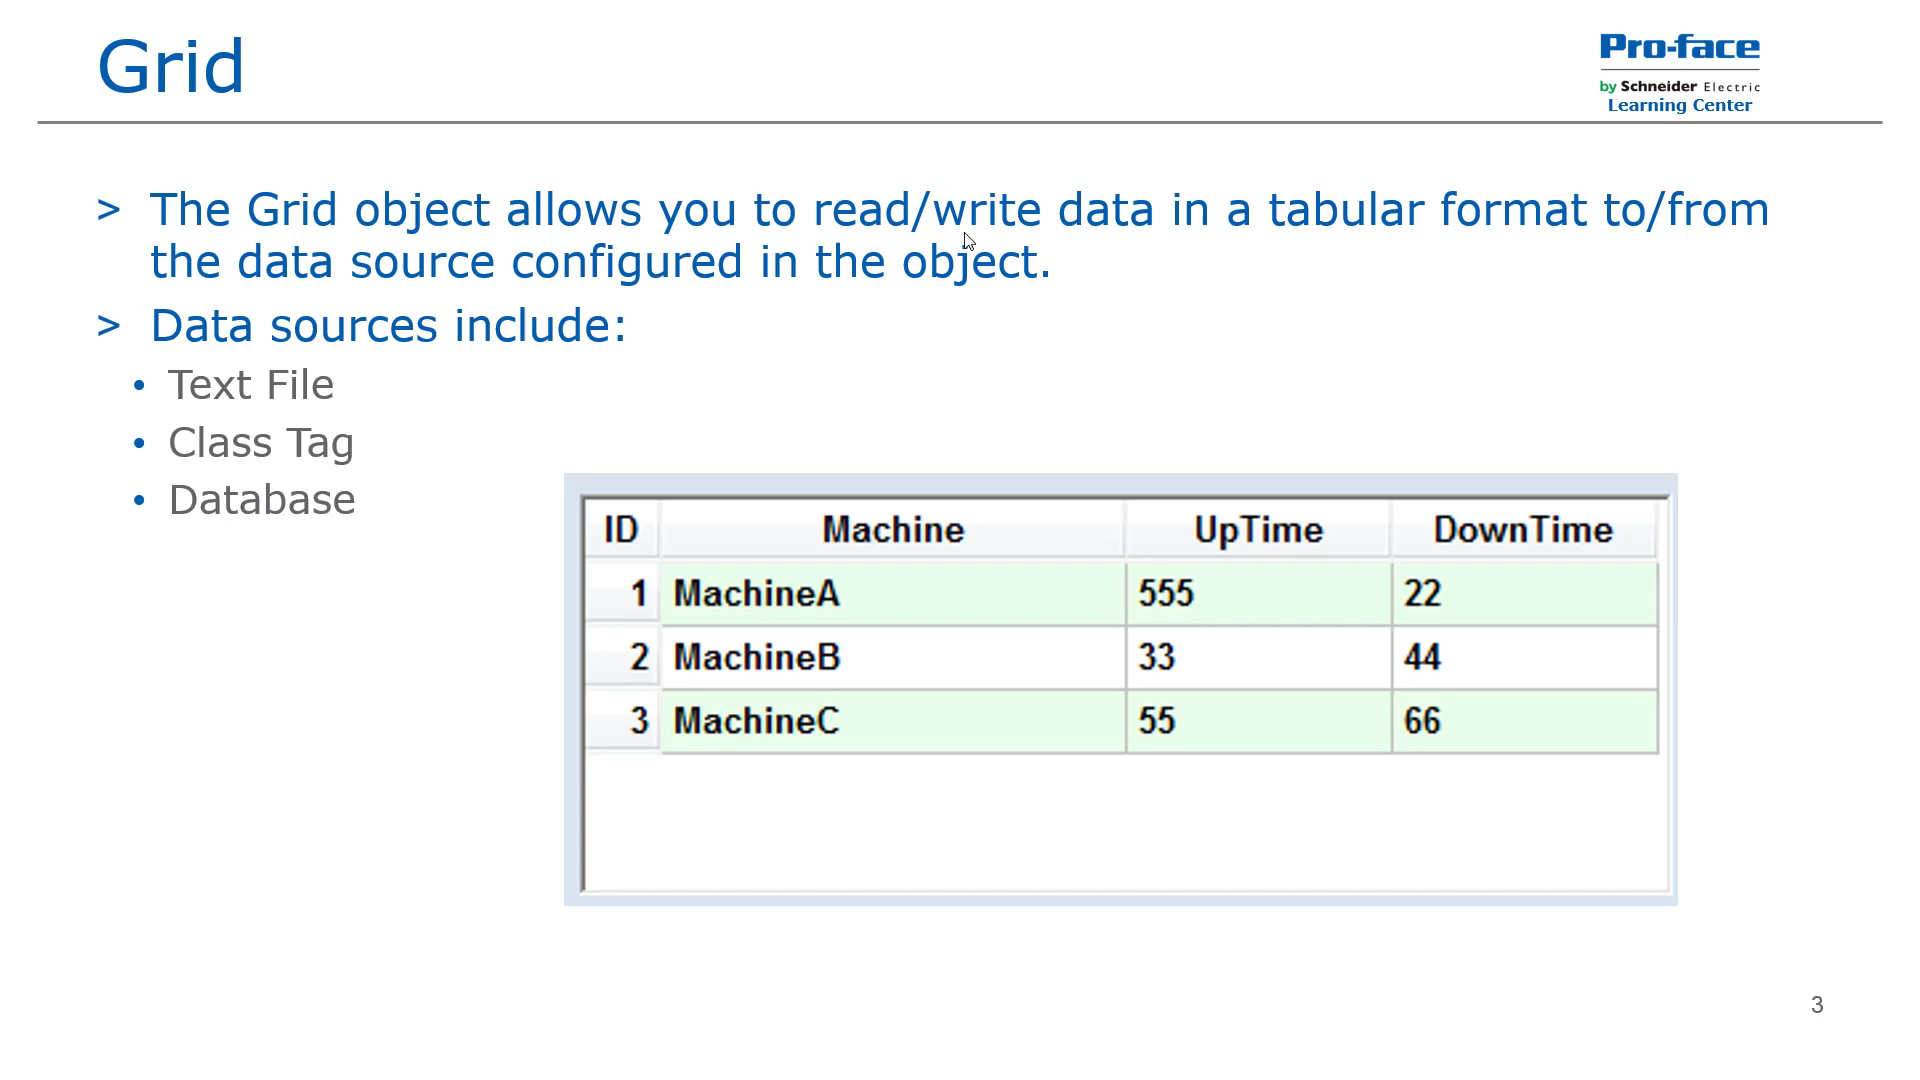 Grid
Pro-face
by Schneider Electric
Learning Center
> The Grid object allows you to read/write data in a tabular format to/from
the data source configured in the object.
> Data sources include:
• Text File
• Class Tag
• Database
ID Machine UpTime DownTime
1 MachineA 555 22
2 MachineB 33 44
3 MachineC 55 66
3